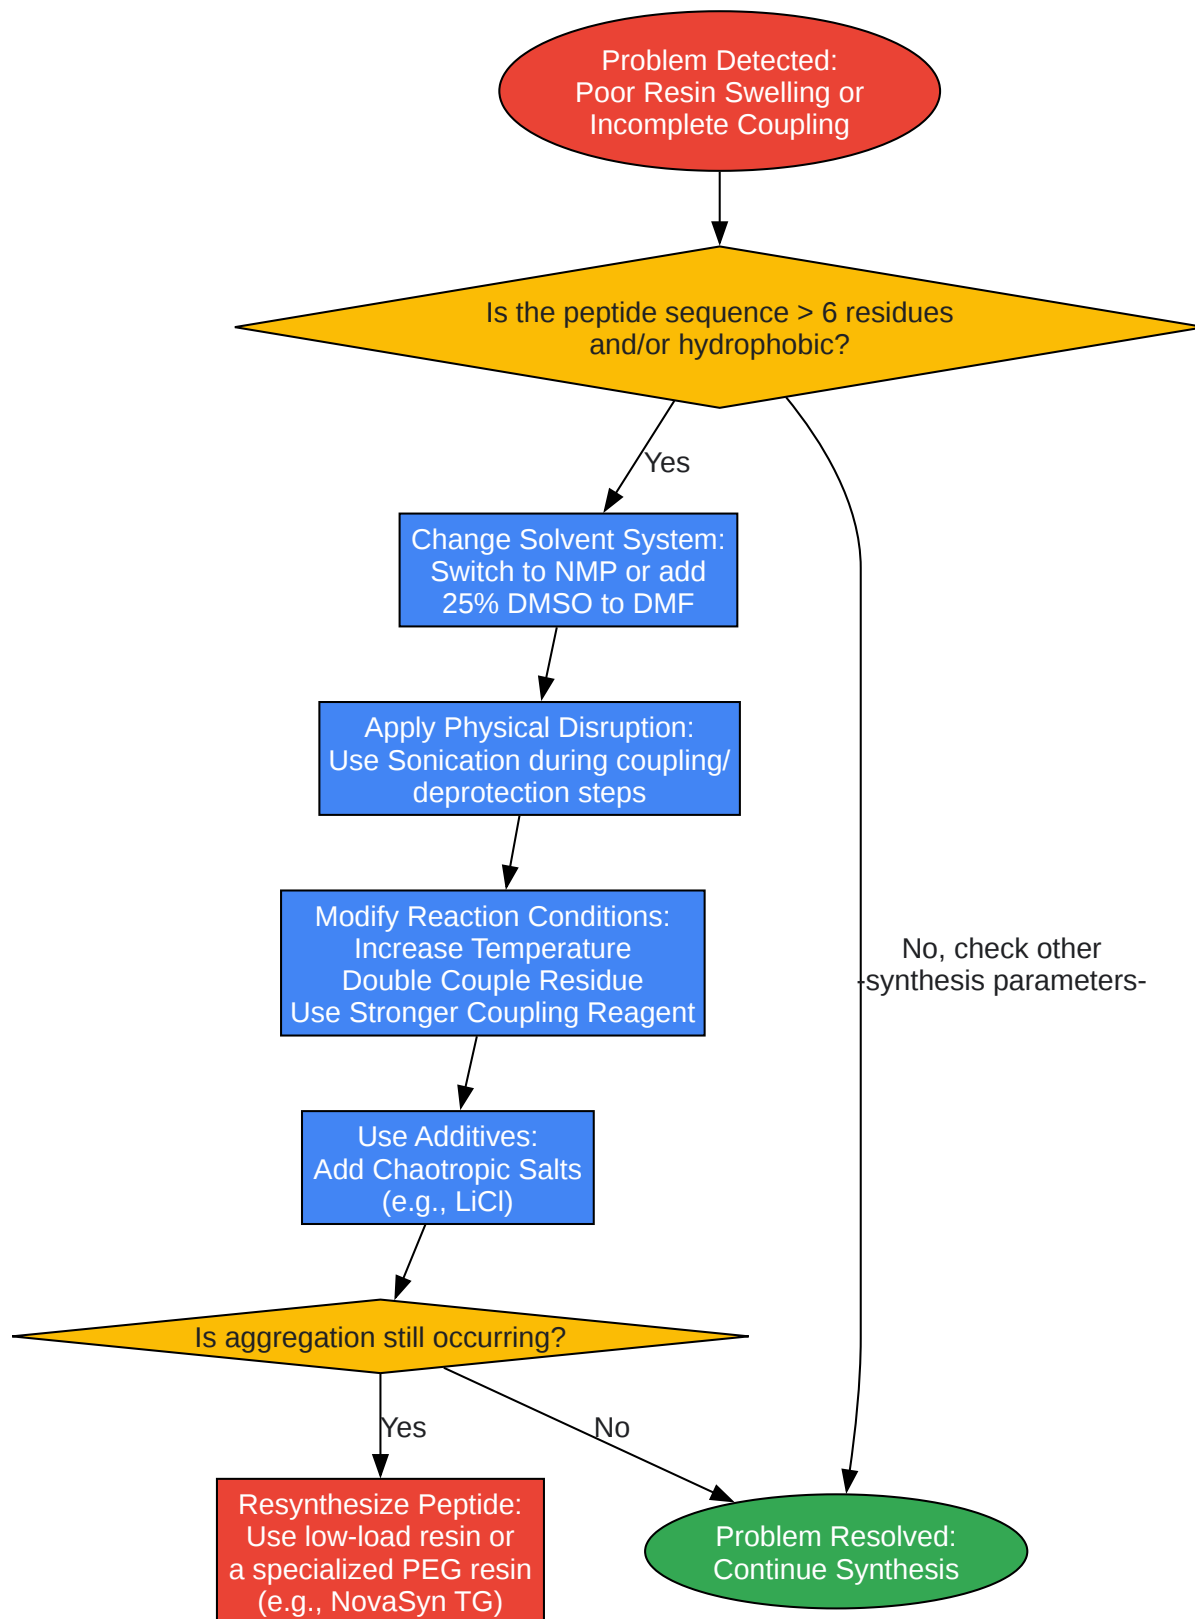 Problem Detected:
Poor Resin Swelling or
Incomplete Coupling
Is the peptide sequence > 6 residues
and/or hydrophobic?
Yes
Change Solvent System:
Switch to NMP or add
25% DMSO to DMF
Apply Physical Disruption:
Use Sonication during coupling/
deprotection steps
Modify Reaction Conditions:
Increase Temperature
Double Couple Residue
Use Stronger Coupling Reagent
No, check other
-synthesis parameters-
Use Additives:
Add Chaotropic Salts
(e.g., LiCl)
Is aggregation still occurring?
Yes
No
Resynthesize Peptide:
Use low-load resin or
a specialized PEG resin
(e.g., NovaSyn TG)
Problem Resolved:
Continue Synthesis